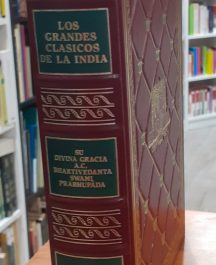 LOS
GRANDES
CLASICOS
DE LA INDIA
SU
DIVINA GRACIA
A.C.
BHAKTIVEDANTA
SWAMI
PRABHUPADA